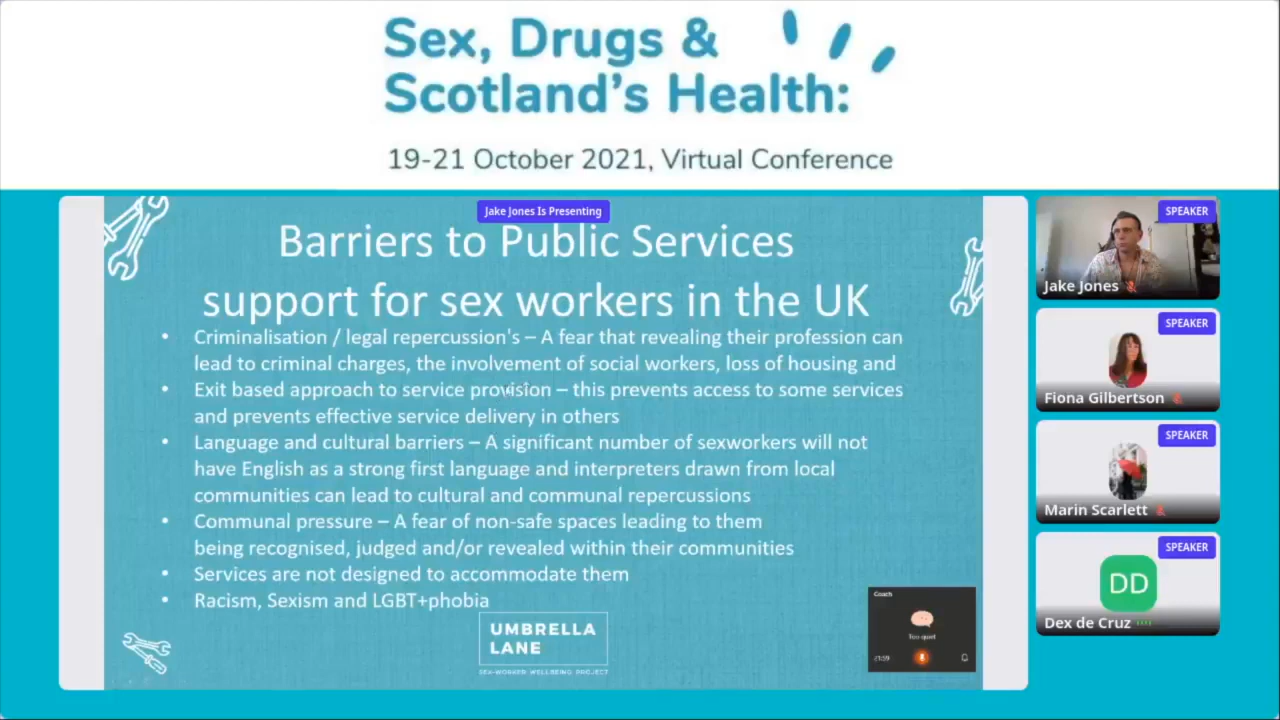 Sex, Drugs &
Scotland's Health:
19-21 October 2021, Virtual Conference
Jake Jones Is Presenting
Barriers to Public Services
support for sex workers in the UK
• Criminalisation / legal repercussion's – A fear that revealing their profession can
lead to criminal charges, the involvement of social workers, loss of housing and
• Exit based approach to service provision – this prevents access to some services
and prevents effective service delivery in others
• Language and cultural barriers – A significant number of sexworkers will not
have English as a strong first language and interpreters drawn from local
communities can lead to cultural and communal repercussions
• Communal pressure – A fear of non-safe spaces leading to them
being recognised, judged and/or revealed within their communities
• Services are not designed to accommodate them
• Racism, Sexism and LGBT+phobia
UMBRELLA
LANE
SEX-WORKER WELLBEING PROJECT
Coach
Too quiet
SPEAKER
Jake Jones
SPEAKER
Fiona Gilbertson
SPEAKER
Marin Scarlett
SPEAKER
DD
Dex de Cruz